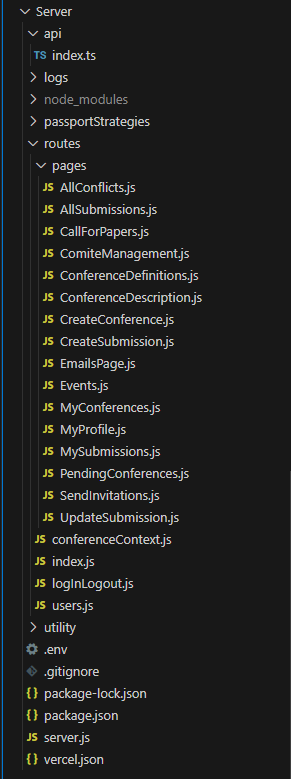 Server
api
TS index.ts
logs
node_modules
passportStrategies
routes
pages
JS AllConflicts.js
JS AllSubmissions.js
JS CallForPapers.js
JS ComiteManagement.js
JS ConferenceDefinitions.js
JS ConferenceDescription.js
JS CreateConference.js
JS CreateSubmission.js
JS EmailsPage.js
JS Events.js
JS MyConferences.js
JS MyProfile.js
JS MySubmissions.js
JS PendingConferences.js
JS SendInvitations.js
JS UpdateSubmission.js
JS conferenceContext.js
JS index.js
JS logInLogout.js
JS users.js
utility
.env
.gitignore
{} package-lock.json
{} package.json
JS server.js
{} vercel.json